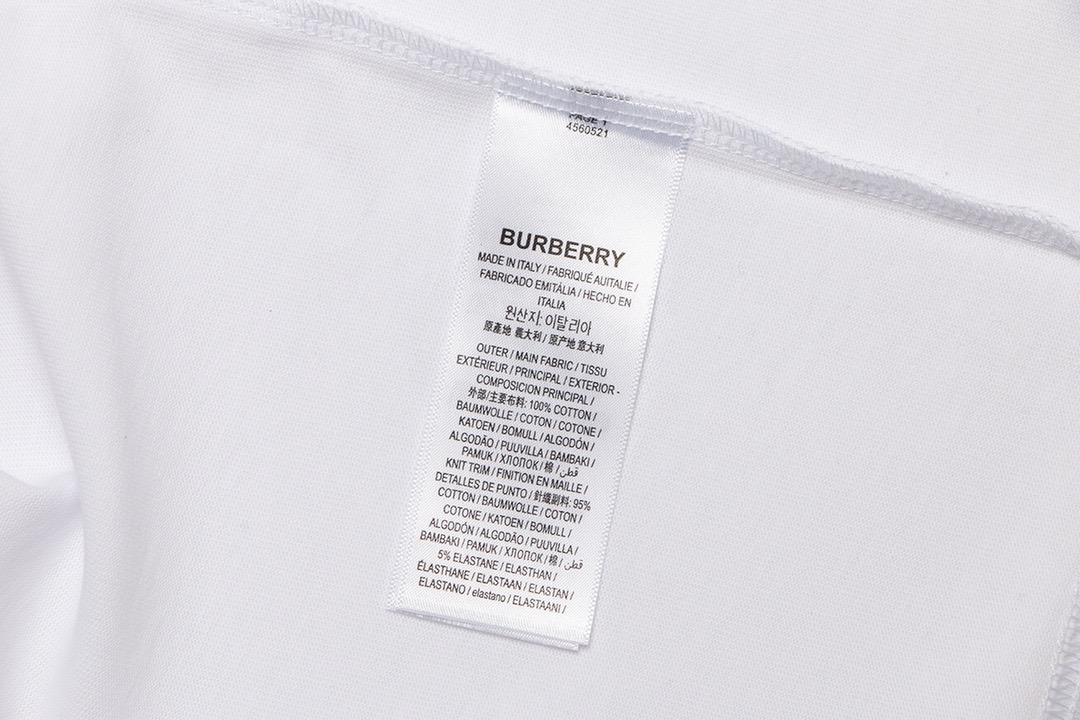 PAGE 1
4560521
BURBERRY
MADE IN ITALY / FABRIQUÉ AUITALIE /
FABRICADO EMITÁLIA / HECHO EN
ITALIA
원산지: 이탈리아
原產地 義大利 / 原产地 意大利
OUTER / MAIN FABRIC / TISSU
EXTÉRIEUR / PRINCIPAL / EXTERIOR -
COMPOSICION PRINCIPAL /
外部/主要布料: 100% COTTON /
BAUMWOLLE / COTON / COTONE /
KATOEN / BOMULL / ALGODÓN /
ALGODÃO / PUUVILLA / BAMBAKI /
PAMUK / ХЛОПОК / 棉 / قطن
KNIT TRIM / FINITION EN MAILLE /
DETALLES DE PUNTO / 針織副料: 95%
COTTON / BAUMWOLLE / COTON /
COTONE / KATOEN / BOMULL /
ALGODÓN / ALGODÃO / PUUVILLA /
BAMBAKI / PAMUK / ХЛОПОК / 棉 / قطن
5% ELASTANE / ELASTHAN /
ÉLASTHANE / ELASTAAN / ELASTAN /
ELASTANO / elastano / ELASTAANI /